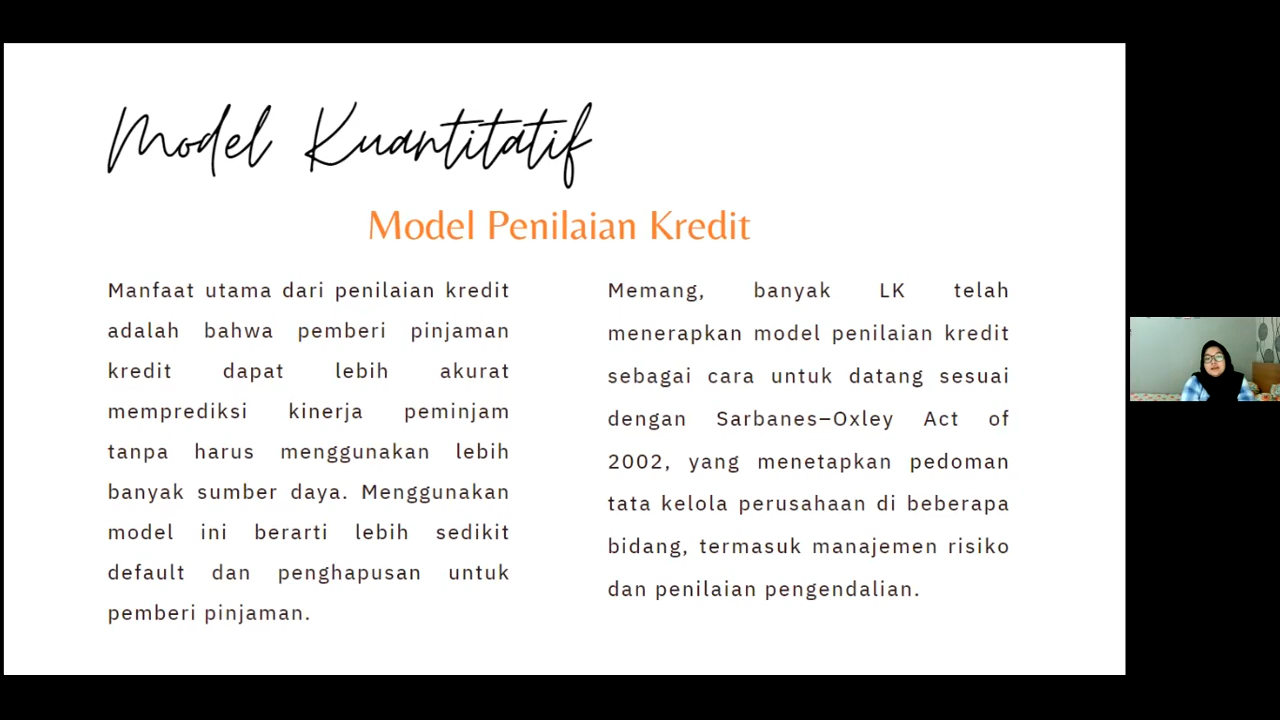 Model Kuantitatif
Model Penilaian Kredit
Manfaat utama dari penilaian kredit
adalah bahwa pemberi pinjaman
kredit dapat lebih akurat
memprediksi kinerja peminjam
tanpa harus menggunakan lebih
banyak sumber daya. Menggunakan
model ini berarti lebih sedikit
default dan penghapusan untuk
pemberi pinjaman.
Memang, banyak LK telah
menerapkan model penilaian kredit
sebagai cara untuk datang sesuai
dengan Sarbanes–Oxley Act of
2002, yang menetapkan pedoman
tata kelola perusahaan di beberapa
bidang, termasuk manajemen risiko
dan penilaian pengendalian.